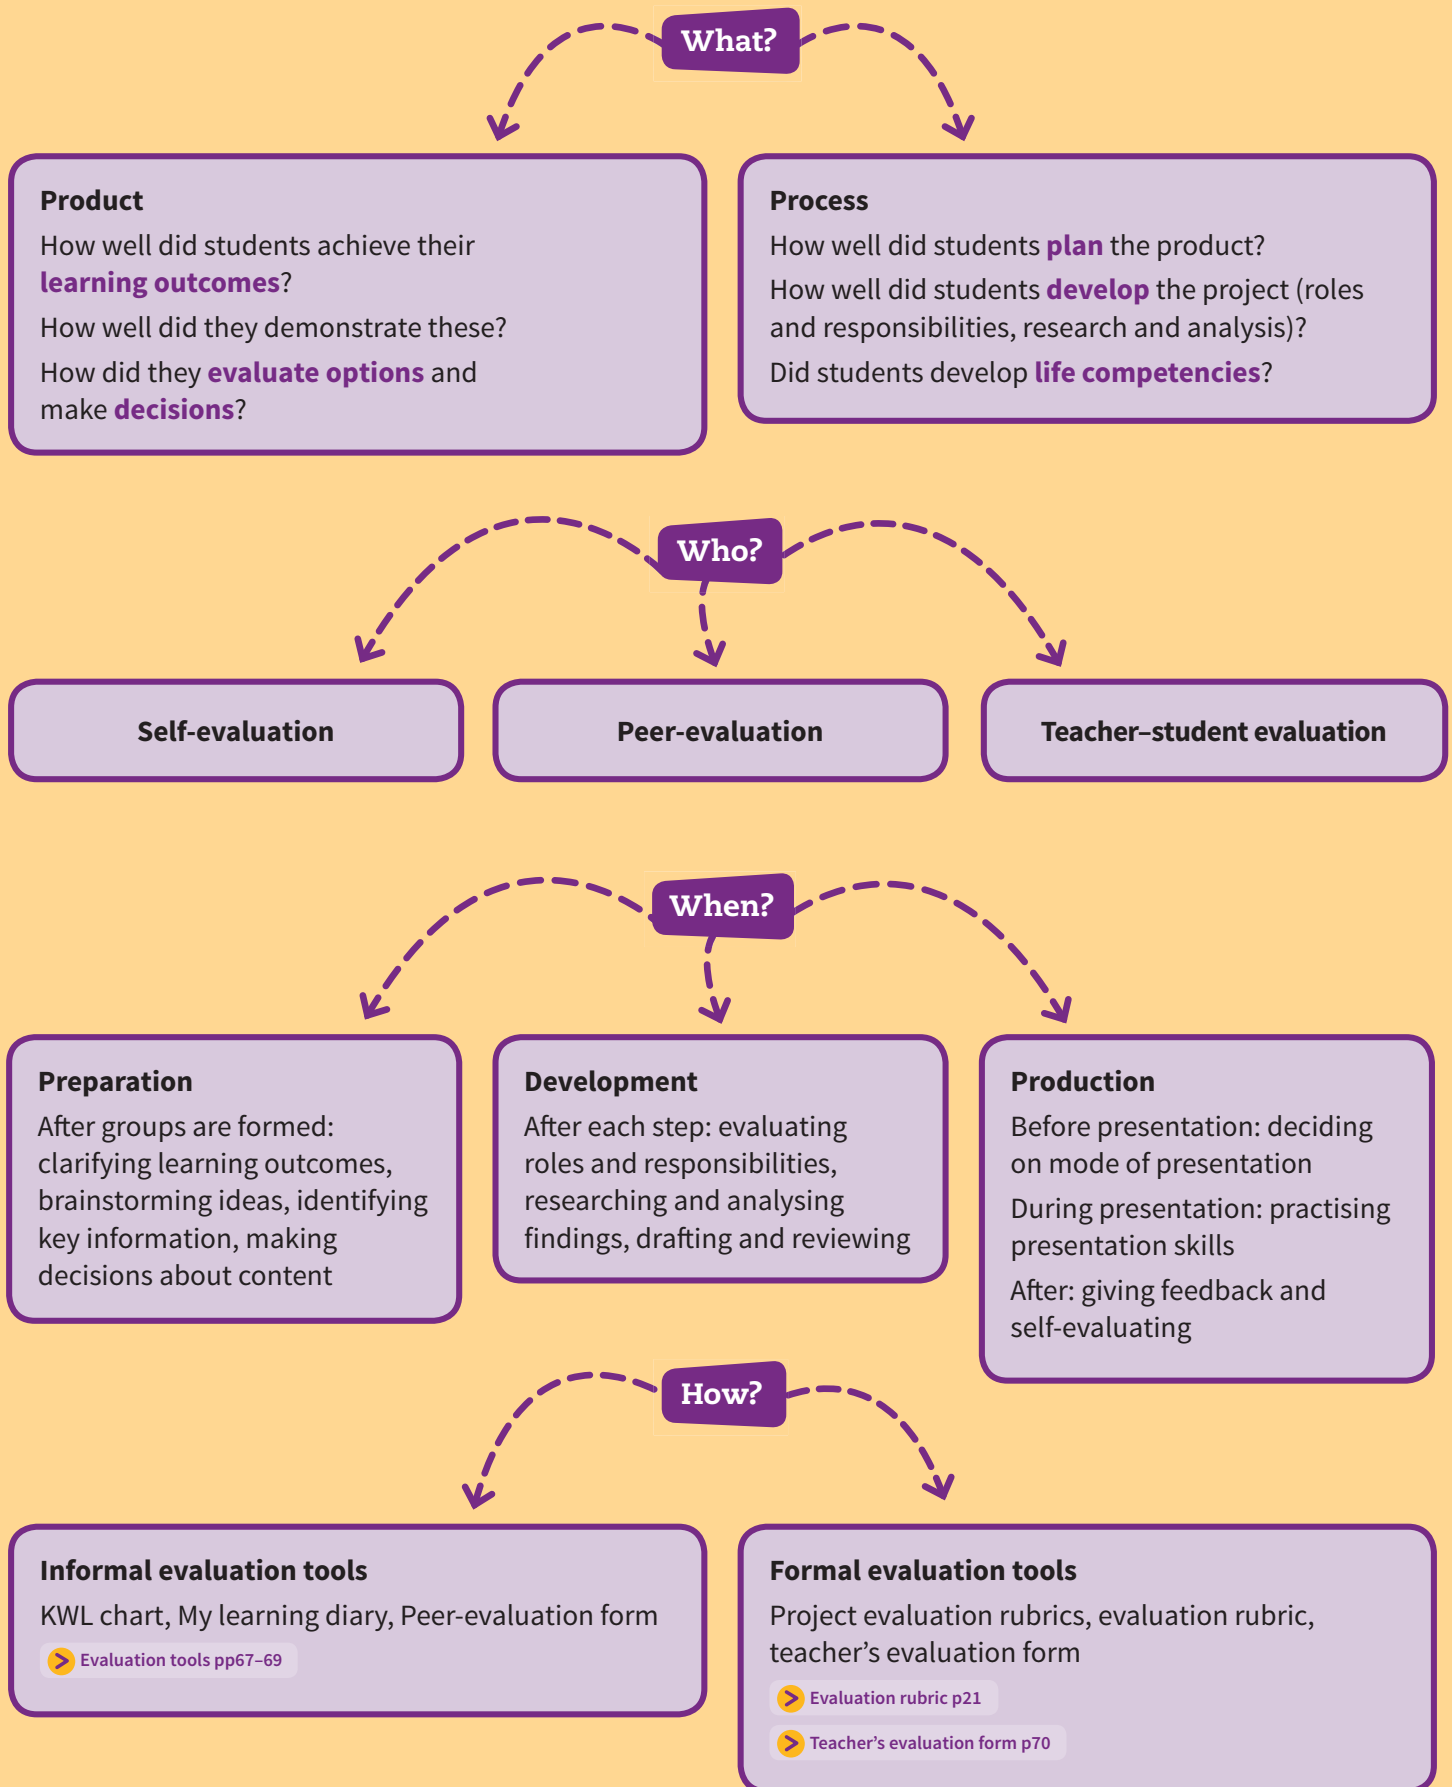 What?
Product
How well did students achieve their
learning outcomes?
How well did they demonstrate these?
How did they evaluate options and
make decisions?
Process
How well did students plan the product?
How well did students develop the project (roles
and responsibilities, research and analysis)?
Did students develop life competencies?
Who?
Self-evaluation
Peer-evaluation
Teacher–student evaluation
When?
Preparation
After groups are formed:
clarifying learning outcomes,
brainstorming ideas, identifying
key information, making
decisions about content
Development
After each step: evaluating
roles and responsibilities,
researching and analysing
findings, drafting and reviewing
Production
Before presentation: deciding
on mode of presentation
During presentation: practising
presentation skills
After: giving feedback and
self-evaluating
How?
Informal evaluation tools
KWL chart, My learning diary, Peer-evaluation form
Evaluation tools pp67–69
Formal evaluation tools
Project evaluation rubrics, evaluation rubric,
teacher’s evaluation form
Evaluation rubric p21
Teacher’s evaluation form p70